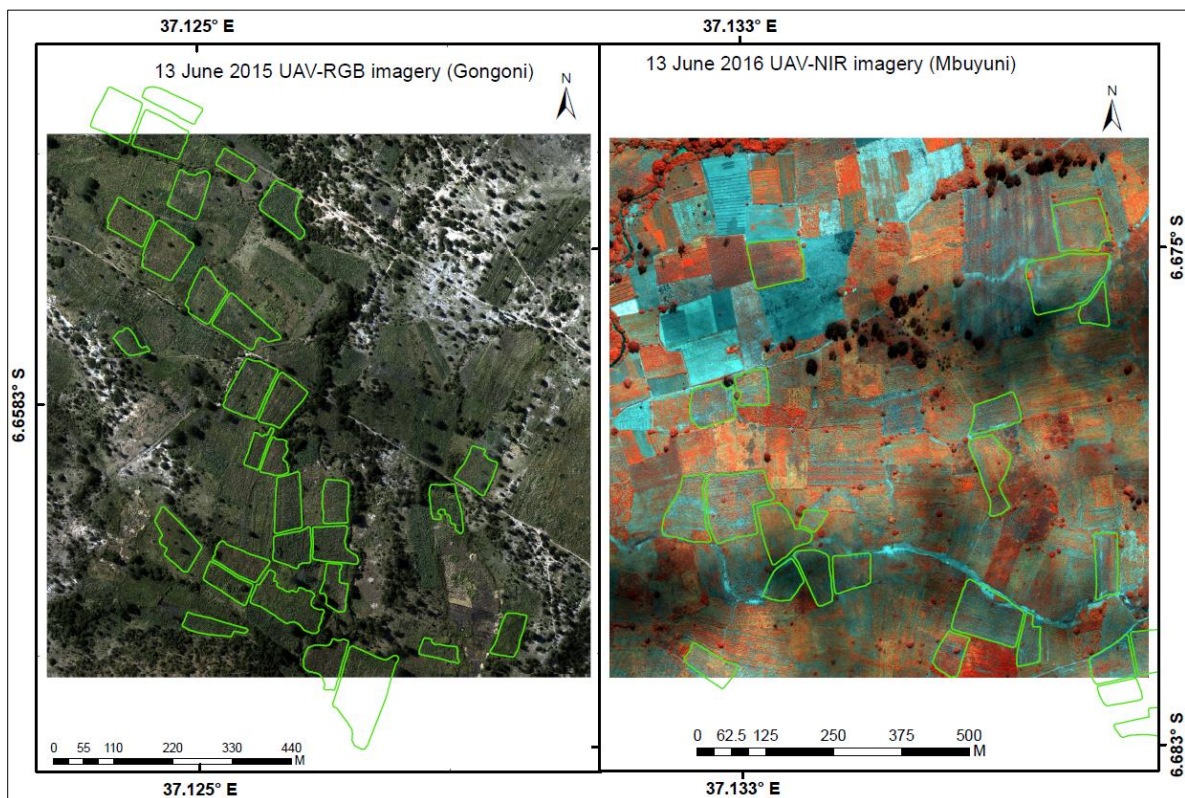 37.125° E
37.133° E
13 June 2015 UAV-RGB imagery (Gongoni)
13 June 2016 UAV-NIR imagery (Mbuyuni)
N
N
6.6583° S
6.675° S
6.683° S
0 55 110 220 330 440
M
0 62.5 125 250 375 500
M
37.125° E
37.133° E